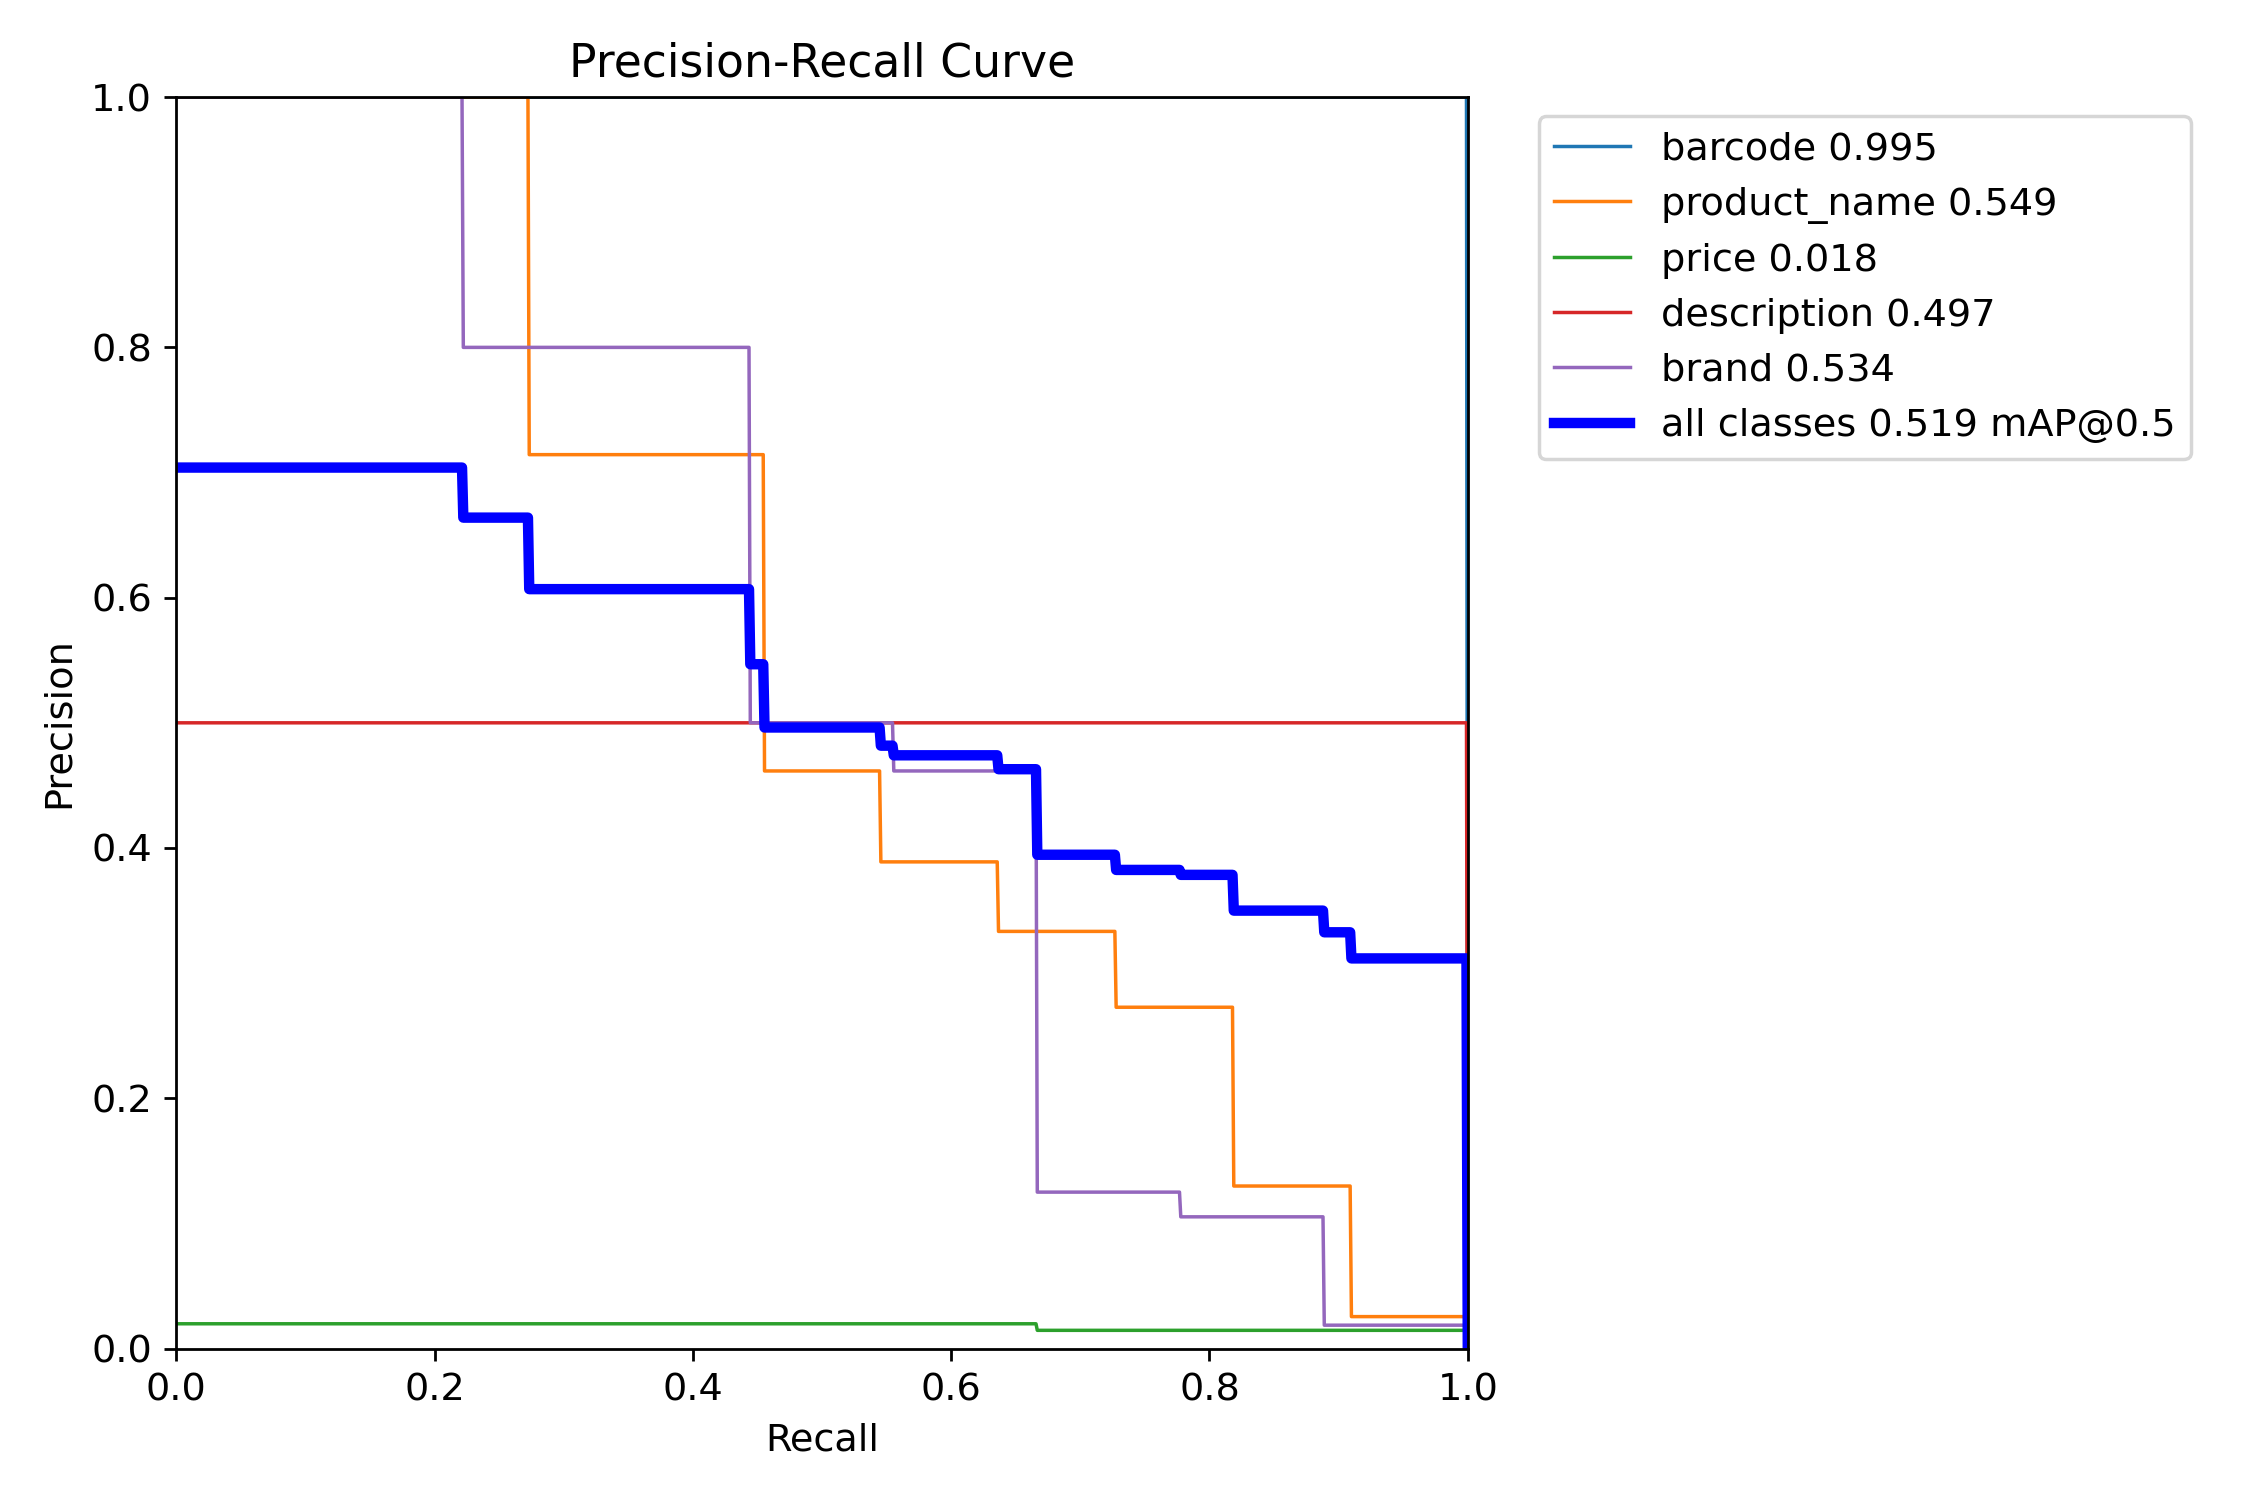 Precision-Recall Curve
1.0
0.8
0.6
0.4
0.2
0.0
Precision
0.0 0.2 0.4 0.6 0.8 1.0
Recall
barcode 0.995
product_name 0.549
price 0.018
description 0.497
brand 0.534
all classes 0.519 mAP@0.5